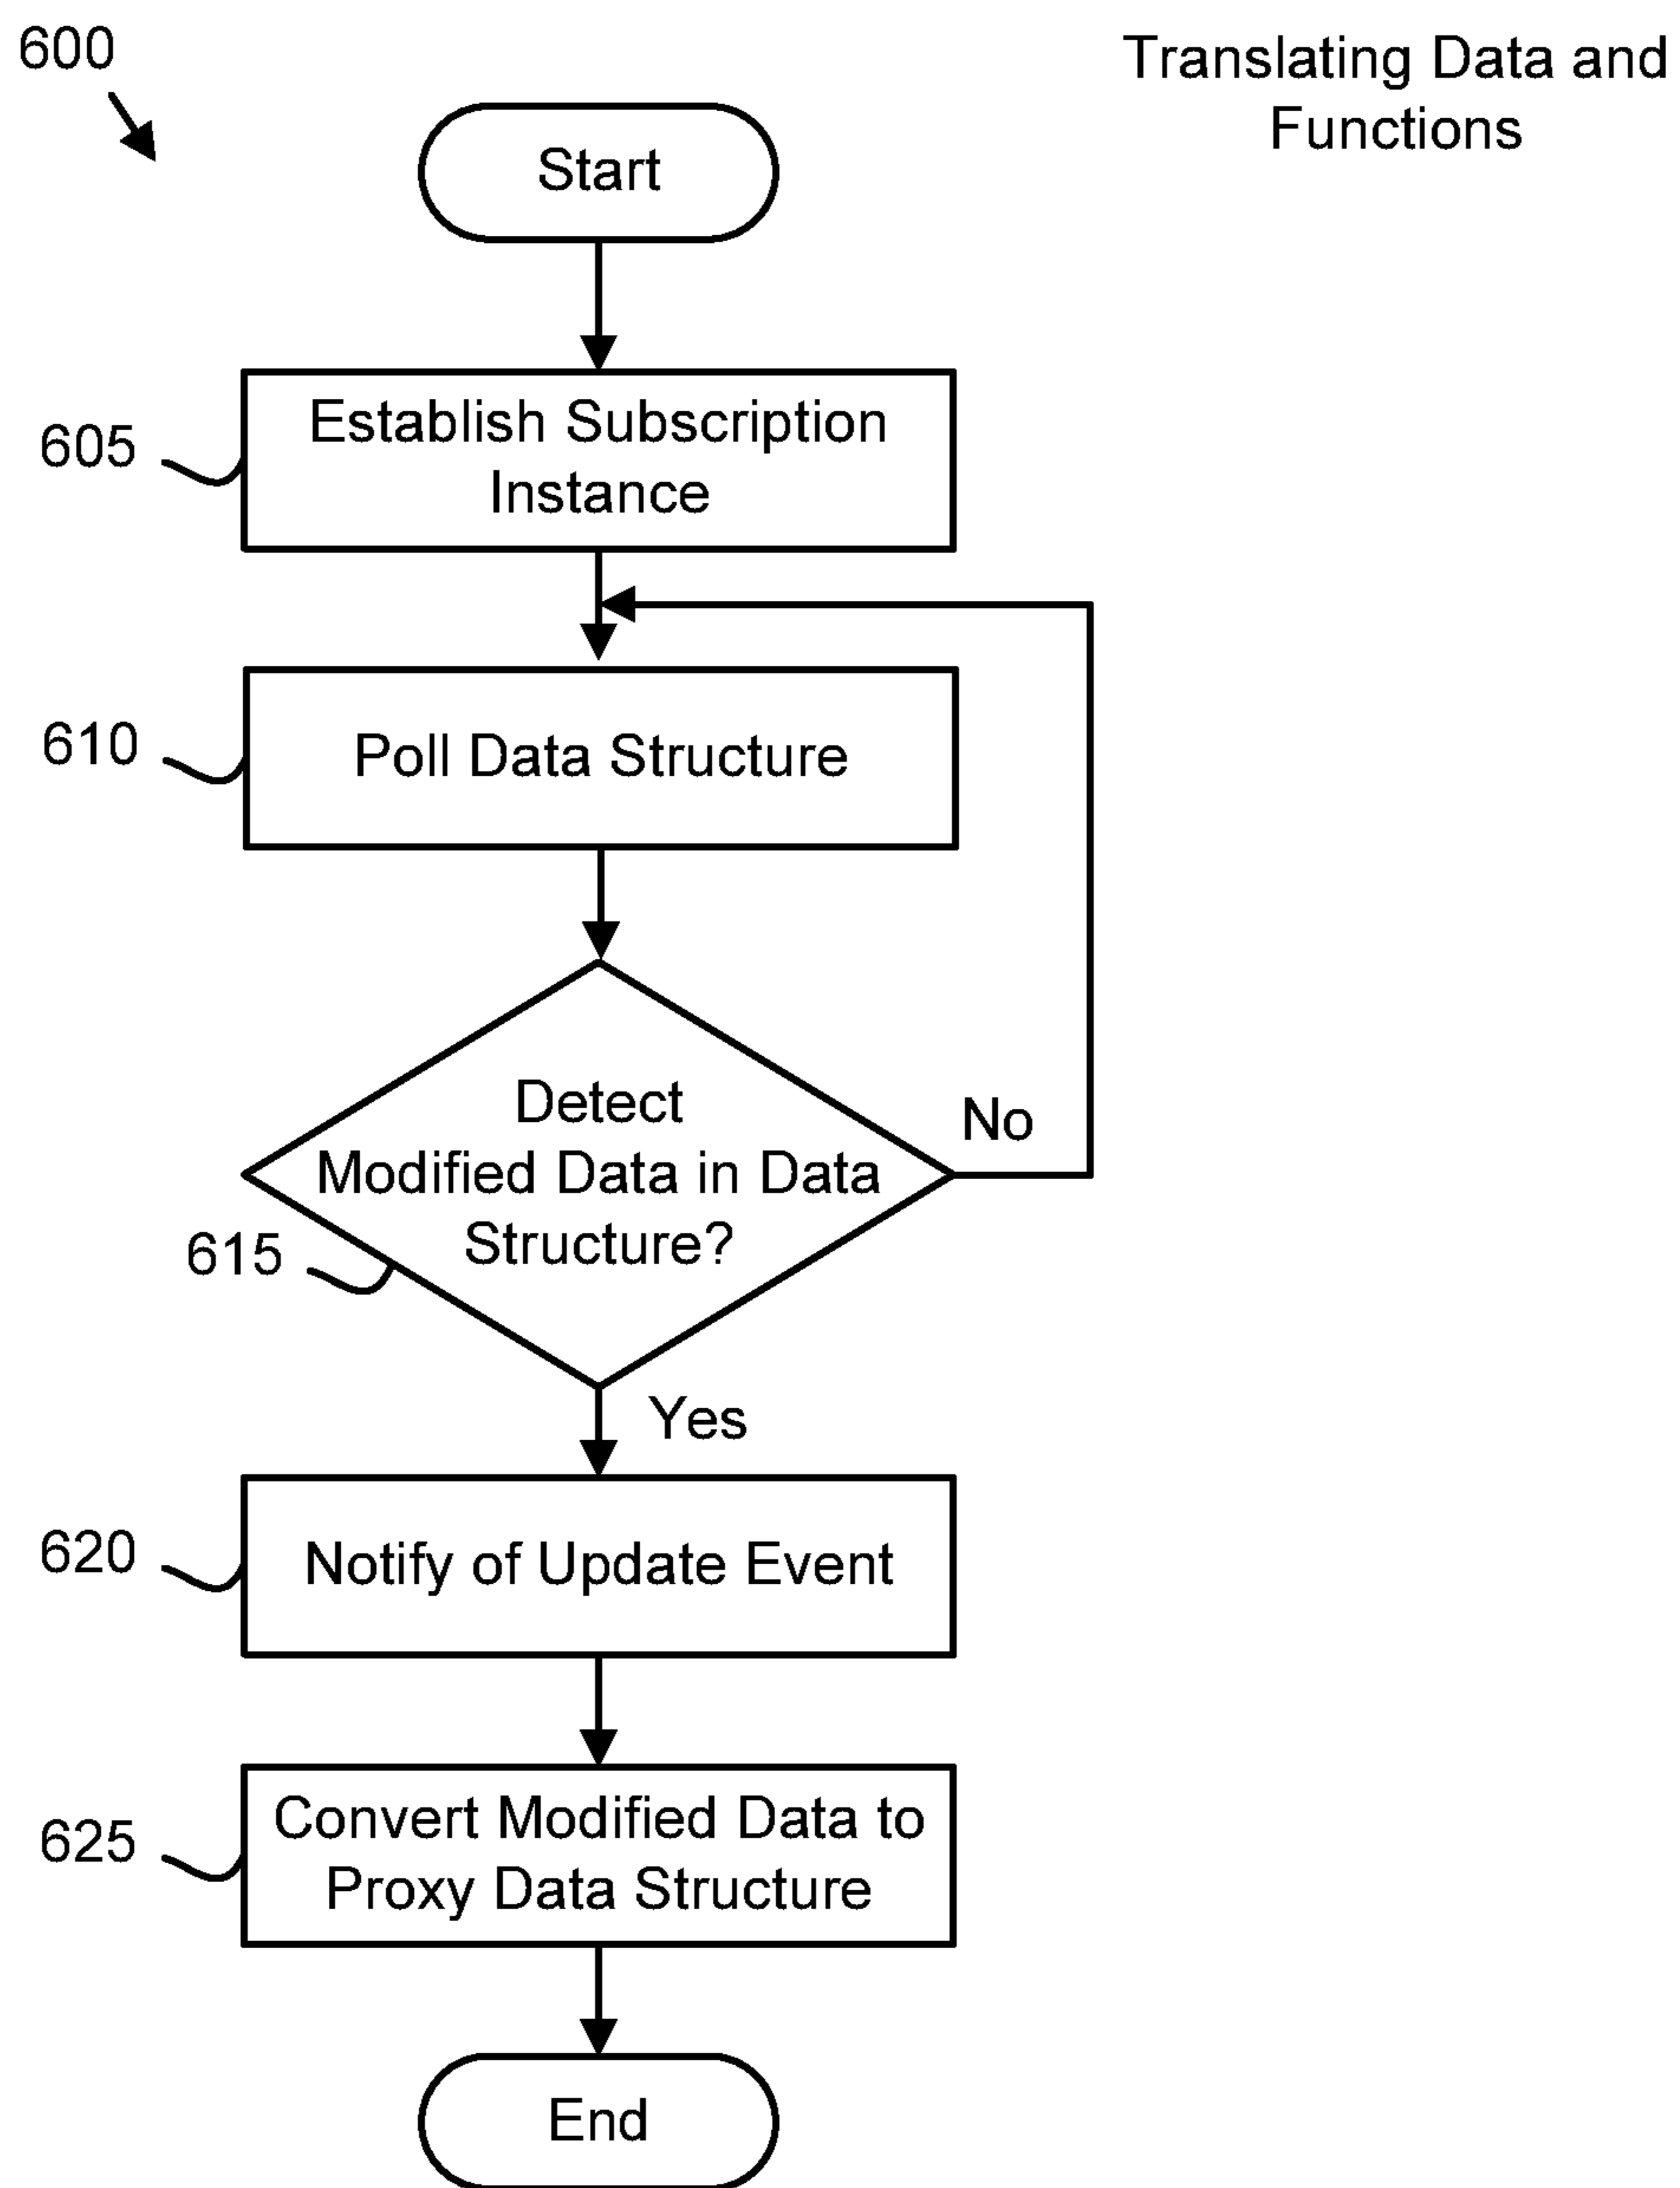 600
Translating Data and
Functions
Start
605
Establish Subscription
Instance
610
Poll Data Structure
Detect
Modified Data in Data
Structure?
No
615
Yes
620
Notify of Update Event
625
Convert Modified Data to
Proxy Data Structure
End